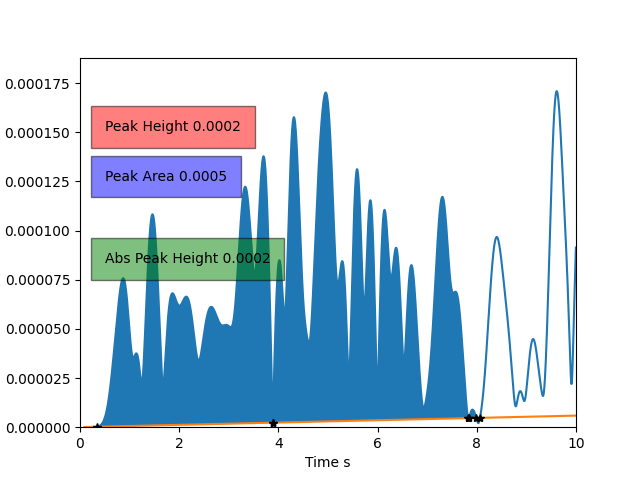 0.000175
0.000150
0.000125
0.000100
0.000075
0.000050
0.000025
0.000000
Peak Height 0.0002
Peak Area 0.0005
Abs Peak Height 0.0002
0 2 4 6 8 10
Time s